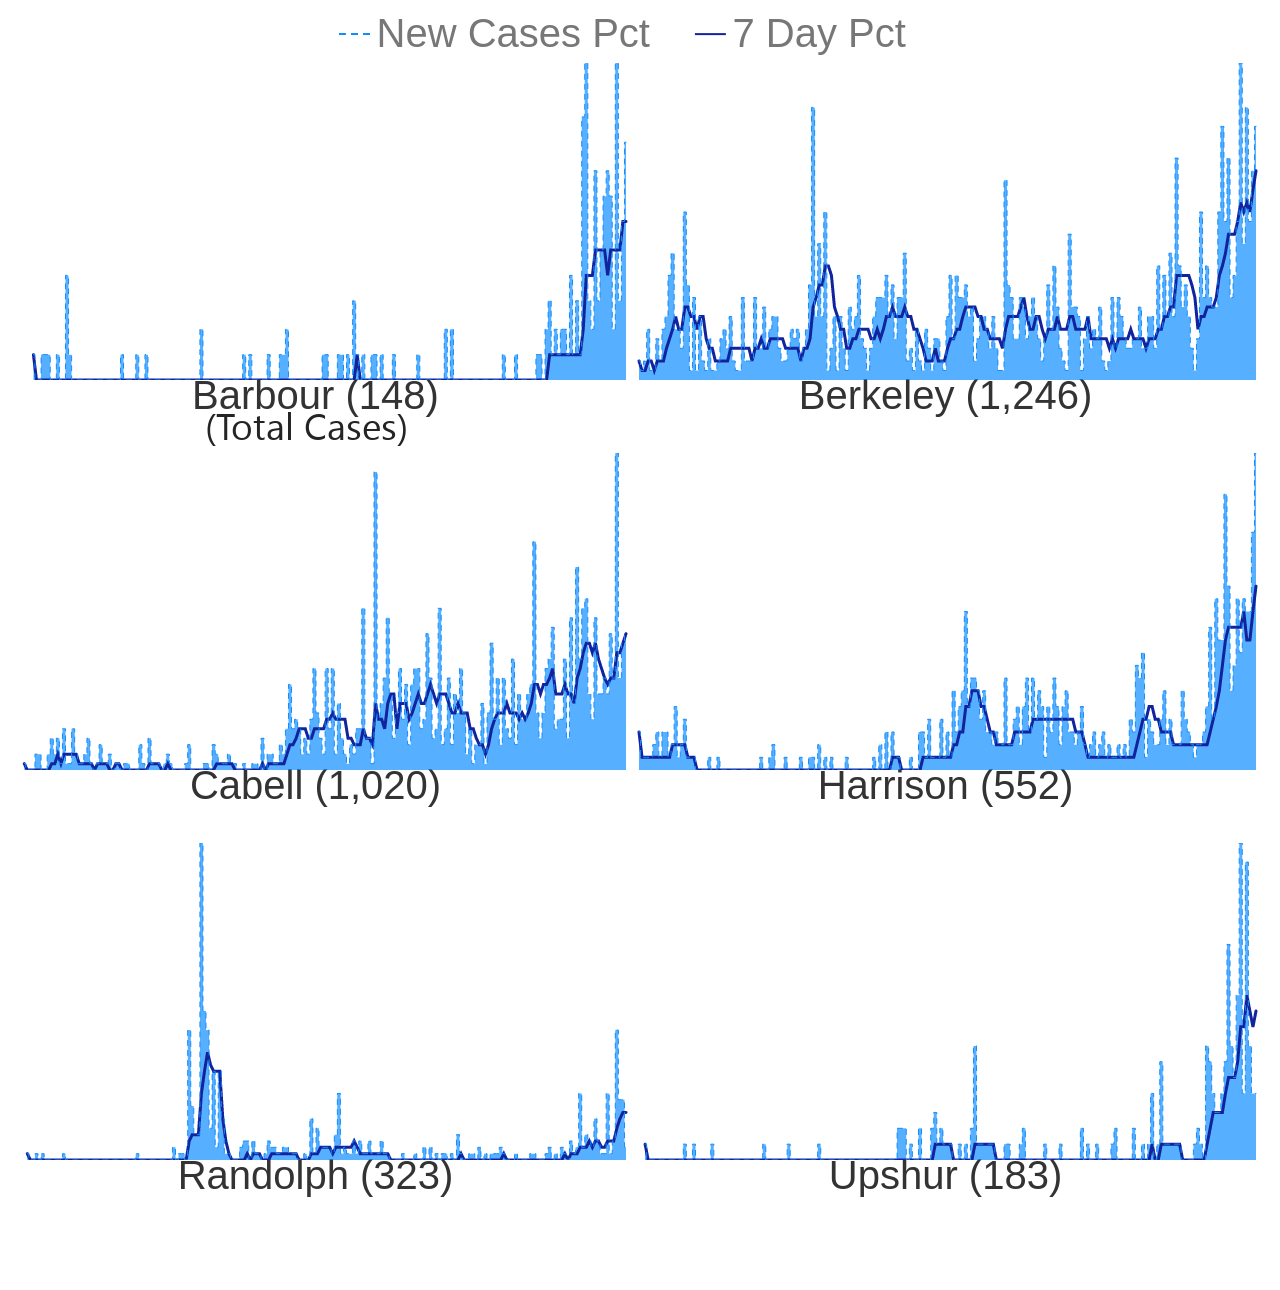 New Cases Pct 7 Day Pct
Barbour (148) Berkeley (1,246)
(Total Cases)
Cabell (1,020) Harrison (552)
Randolph (323) Upshur (183)